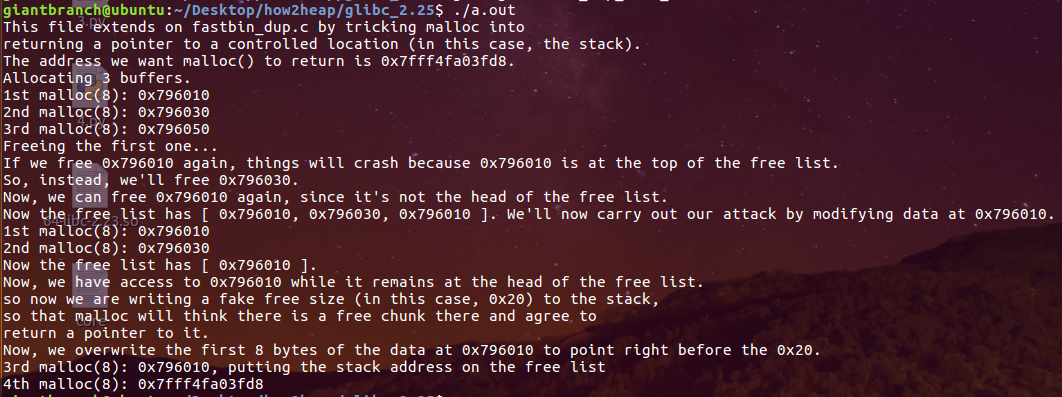 giantbranch@ubuntu:~/Desktop/how2heap/glibc_2.25$ ./a.out
This file extends on fastbin_dup.c by tricking malloc into
returning a pointer to a controlled location (in this case, the stack).
The address we want malloc() to return is 0x7fff4fa03fd8.
Allocating 3 buffers.
1st malloc(8): 0x796010
2nd malloc(8): 0x796030
3rd malloc(8): 0x796050
Freeing the first one...
If we free 0x796010 again, things will crash because 0x796010 is at the top of the free list.
So, instead, we'll free 0x796030.
Now, we can free 0x796010 again, since it's not the head of the free list.
Now the free list has [ 0x796010, 0x796030, 0x796010 ]. We'll now carry out our attack by modifying data at 0x796010.
1st malloc(8): 0x796010
2nd malloc(8): 0x796030
Now the free list has [ 0x796010 ].
Now, we have access to 0x796010 while it remains at the head of the free list.
so now we are writing a fake free size (in this case, 0x20) to the stack,
so that malloc will think there is a free chunk there and agree to
core
return a pointer to it.
Now, we overwrite the first 8 bytes of the data at 0x796010 to point right before the 0x20.
3rd malloc(8): 0x796010, putting the stack address on the free list
4th malloc(8): 0x7fff4fa03fd8